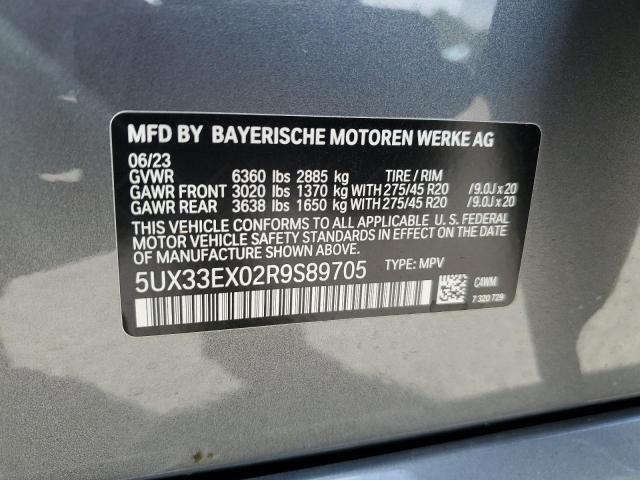 MFD BY BAYERISCHE MOTOREN WERKE AG
06/23
GVWR 6360 lbs 2885 kg TIRE / RIM
GAWR FRONT 3020 lbs 1370 kg WITH 275/45 R20 /9.0J x 20
GAWR REAR 3638 lbs 1650 kg WITH 275/45 R20 /9.0J x 20
THIS VEHICLE CONFORMS TO ALL APPLICABLE U. S. FEDERAL
MOTOR VEHICLE SAFETY STANDARDS IN EFFECT ON THE DATE
OF MANUFACTURE SHOWN ABOVE.
5UX33EX02R9S89705 TYPE: MPV
C4WM
7 320 729